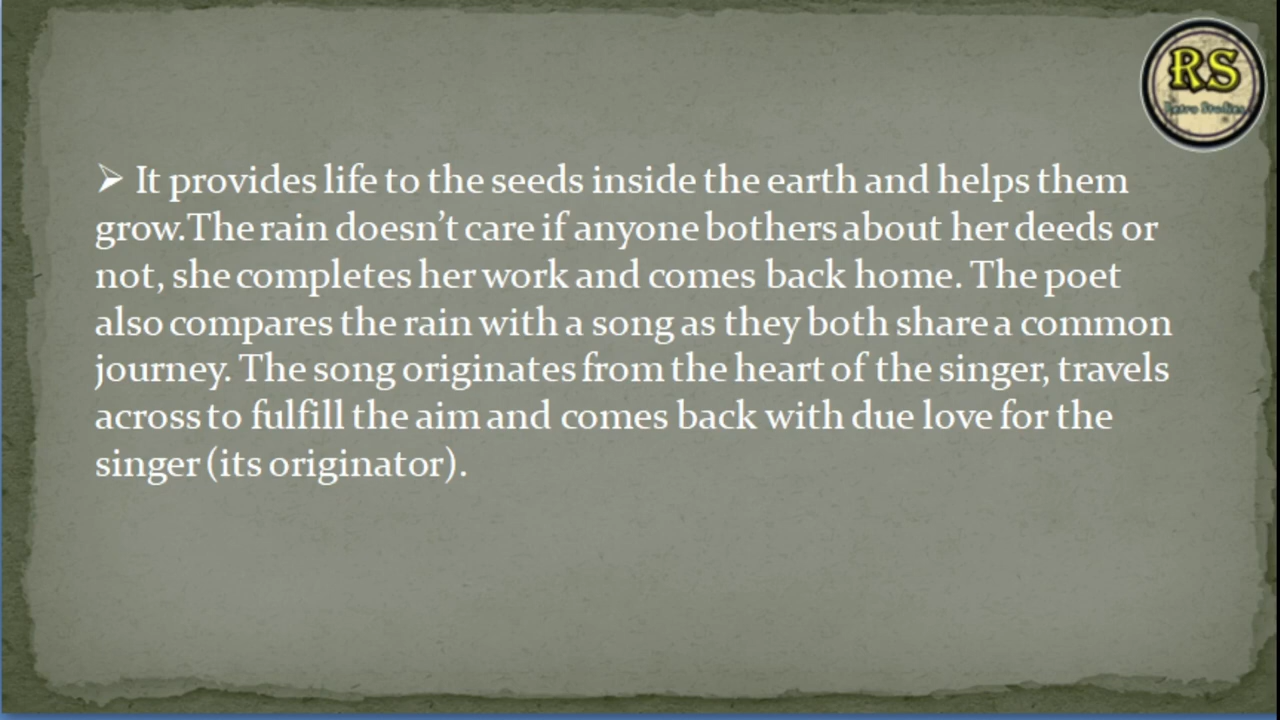 RS
Retro Studies
➢ It provides life to the seeds inside the earth and helps them
grow.The rain doesn’t care if anyone bothers about her deeds or
not, she completes her work and comes back home. The poet
also compares the rain with a song as they both share a common
journey. The song originates from the heart of the singer, travels
across to fulfill the aim and comes back with due love for the
singer (its originator).